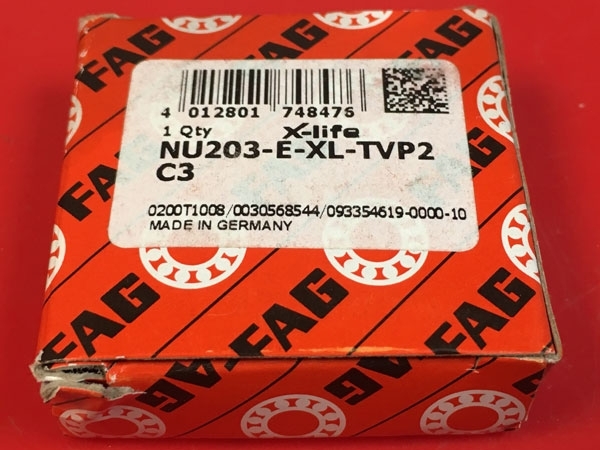 FAG
FAG
4 012801 748476
1 Qty X-life
NU203-E-XL-TVP2
C3
0200T1008/0030568544/093354619-0000-10
MADE IN GERMANY
FAG
FAG
FAG